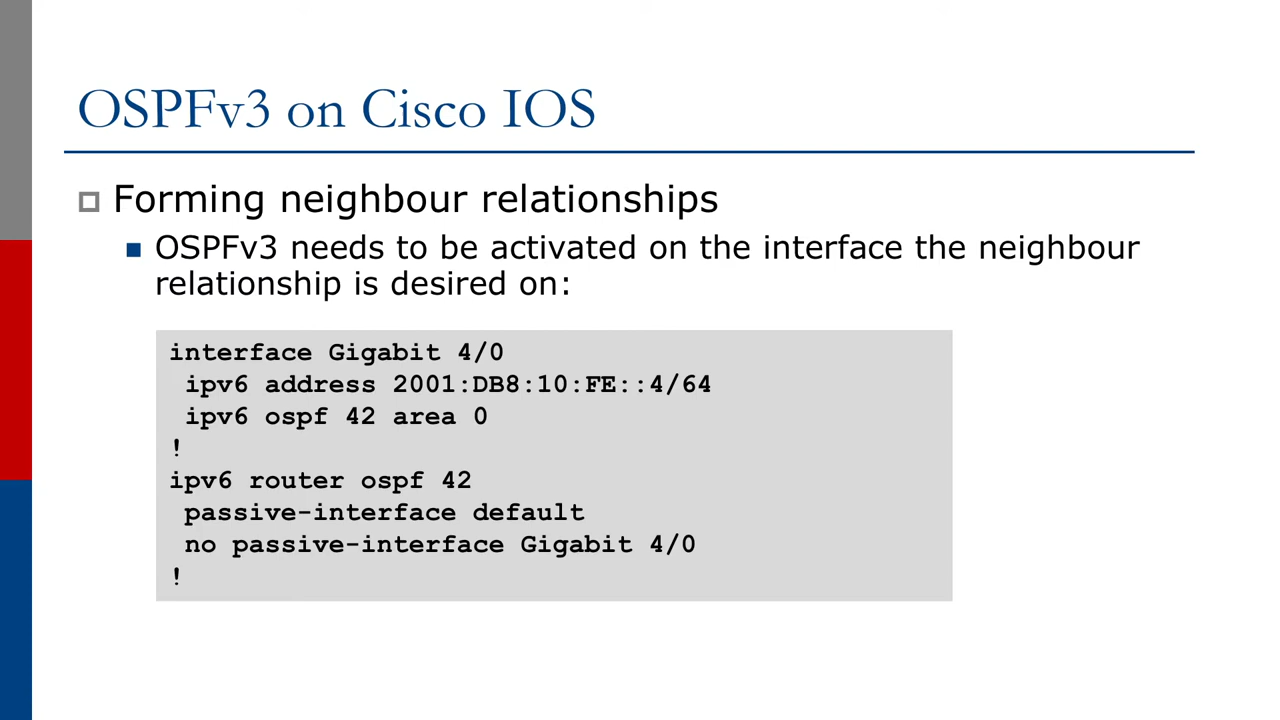 OSPFv3 on Cisco IOS
Forming neighbour relationships
OSPFv3 needs to be activated on the interface the neighbour
relationship is desired on:
interface Gigabit 4/0
 ipv6 address 2001:DB8:10:FE::4/64
 ipv6 ospf 42 area 0
!
ipv6 router ospf 42
 passive-interface default
 no passive-interface Gigabit 4/0
!